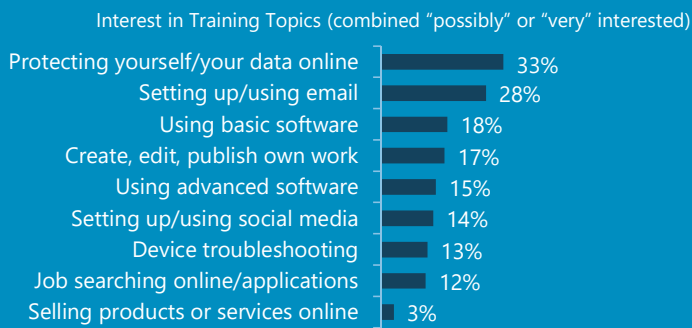 Interest in Training Topics (combined “possibly” or “very” interested)
Protecting yourself/your data online 33%
Setting up/using email 28%
Using basic software 18%
Create, edit, publish own work 17%
Using advanced software 15%
Setting up/using social media 14%
Device troubleshooting 13%
Job searching online/applications 12%
Selling products or services online 3%